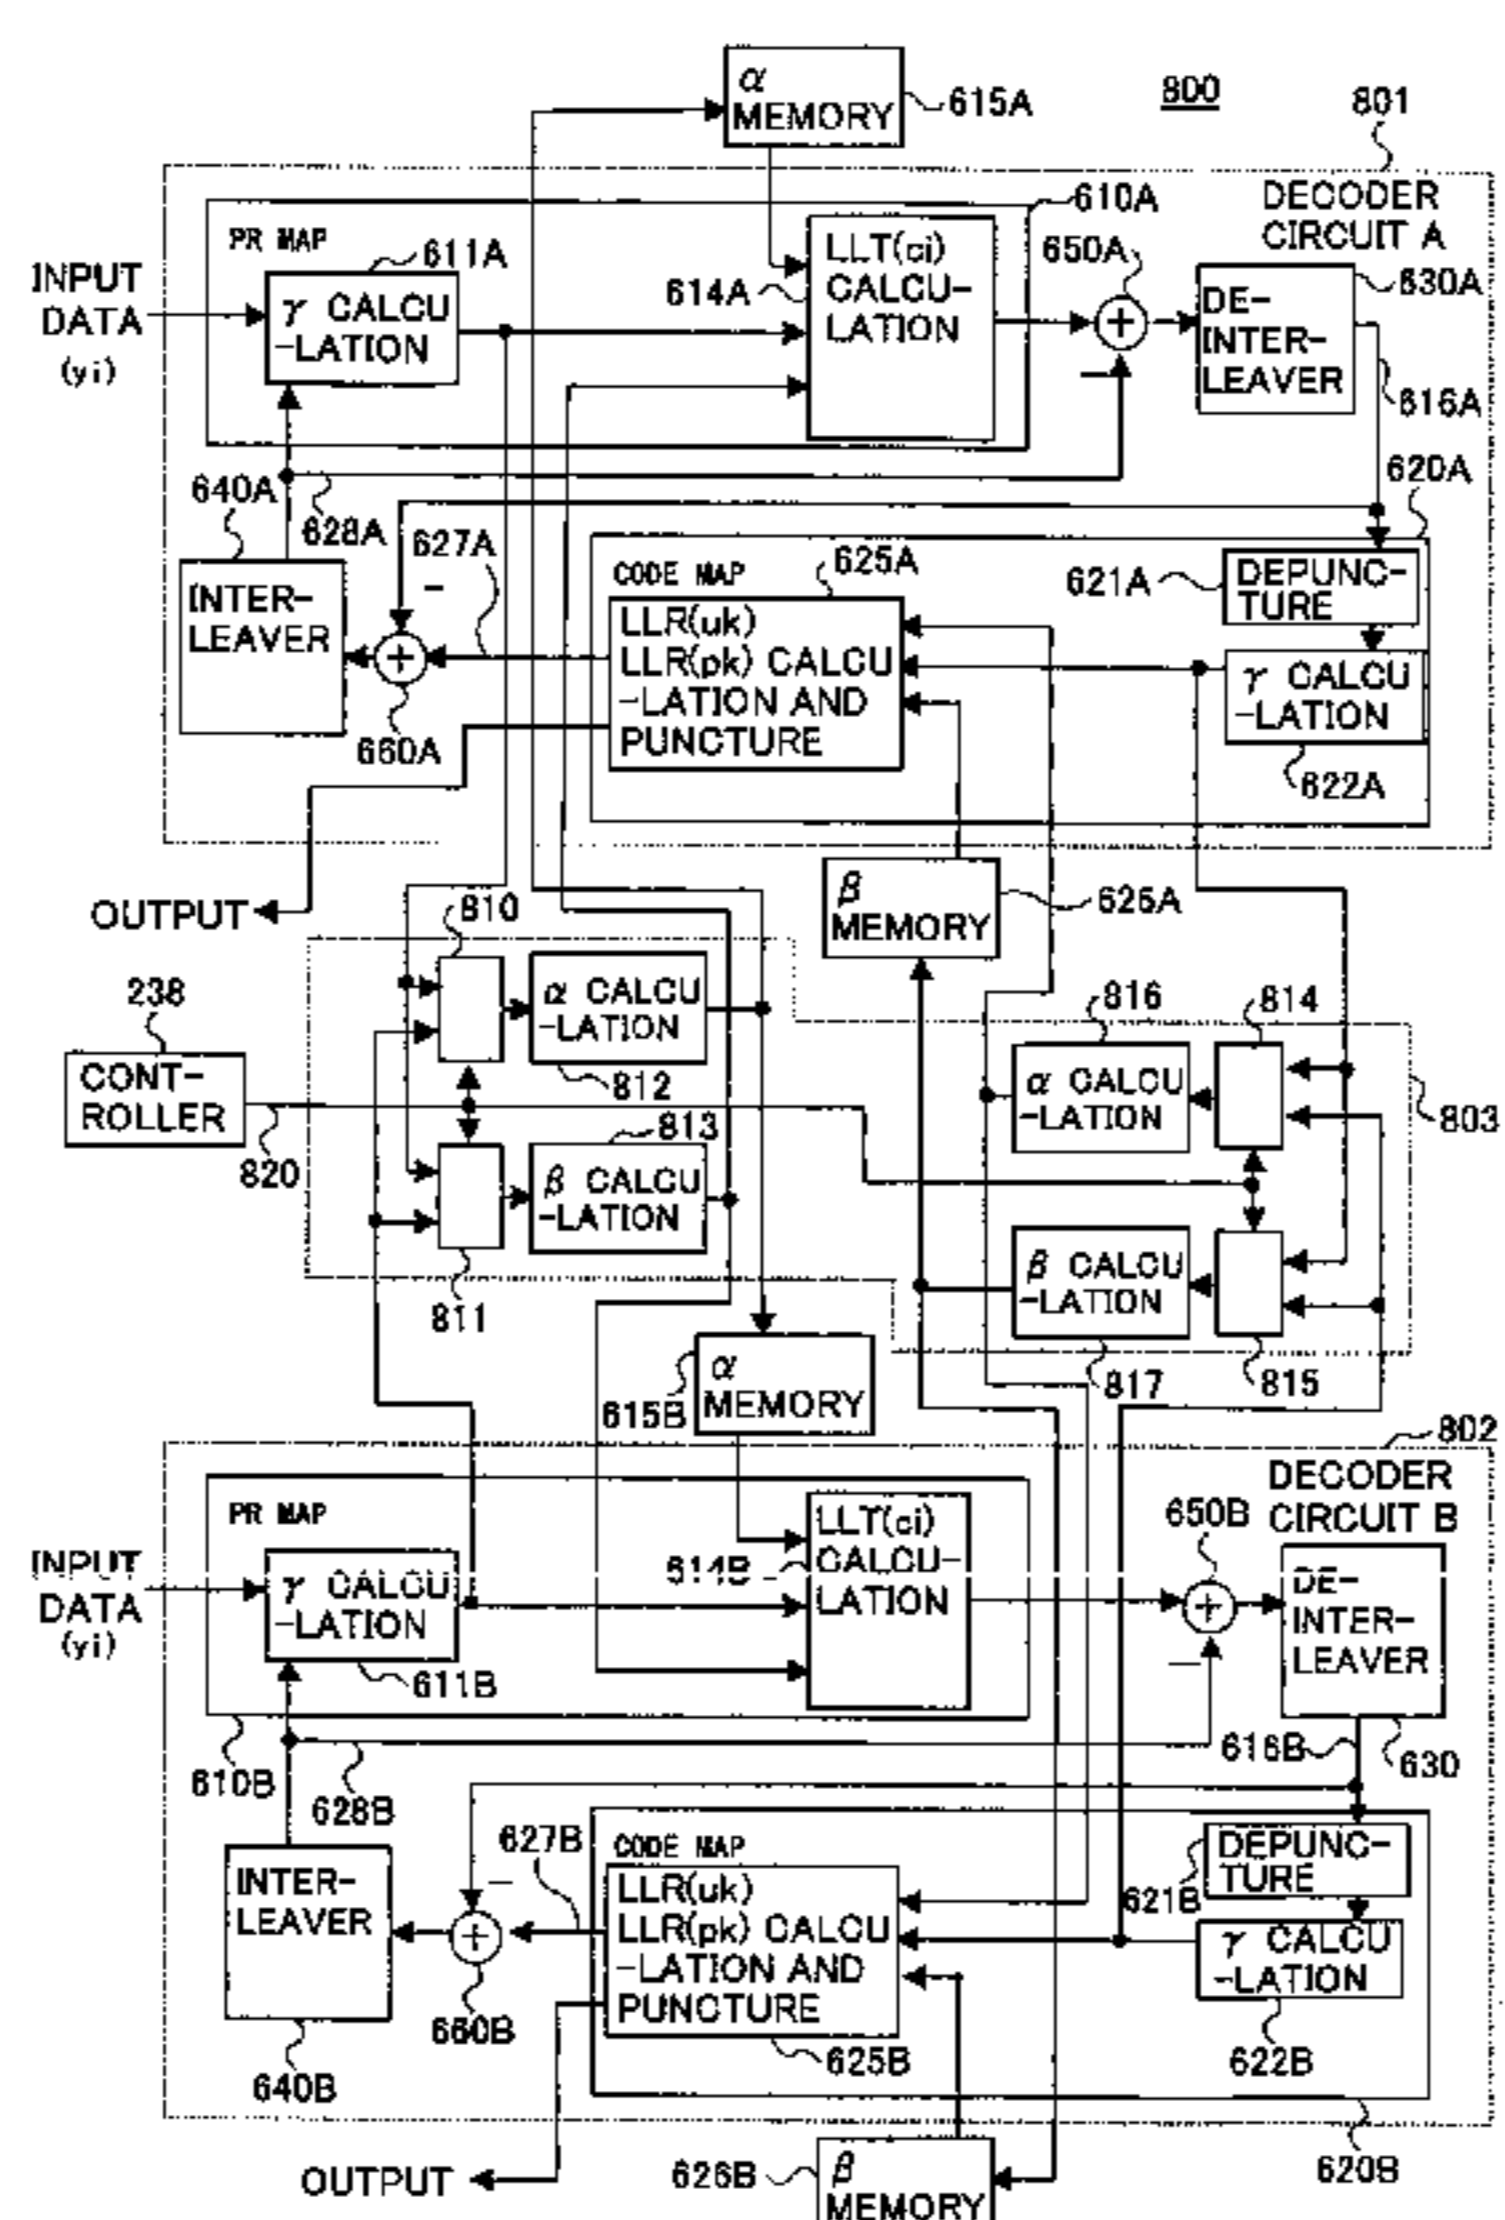 α
MEMORY
615A
800
801
DECODER
CIRCUIT A
610A
PR MAP
611A
INPUT
DATA
(yi)
γ CALCU
-LATION
614A
LLT(ci)
CALCU-
LATION
650A
+
−
630A
DE-
INTER-
LEAVER
616A
640A
628A
627A
620A
INTER-
LEAVER
−
+
660A
CODE MAP
625A
LLR(uk)
LLR(pk) CALCU
-LATION AND
PUNCTURE
621A
DEPUNC-
TURE
γ CALCU
-LATION
622A
OUTPUT
β
MEMORY
626A
810
α CALCU
-LATION
812
238
CONT-
ROLLER
820
813
β CALCU
-LATION
811
816
814
α CALCU
-LATION
803
β CALCU
-LATION
817
815
615B
α
MEMORY
802
DECODER
CIRCUIT B
PR MAP
INPUT
DATA
(yi)
γ CALCU
-LATION
611B
614B
LLT(ci)
CALCU-
LATION
650B
+
−
DE-
INTER-
LEAVER
616B
630
610B
628B
627B
INTER-
LEAVER
640B
−
+
660B
CODE MAP
LLR(uk)
LLR(pk) CALCU
-LATION AND
PUNCTURE
625B
621B
DEPUNC-
TURE
γ CALCU
-LATION
622B
620B
OUTPUT
626B
β
MEMORY